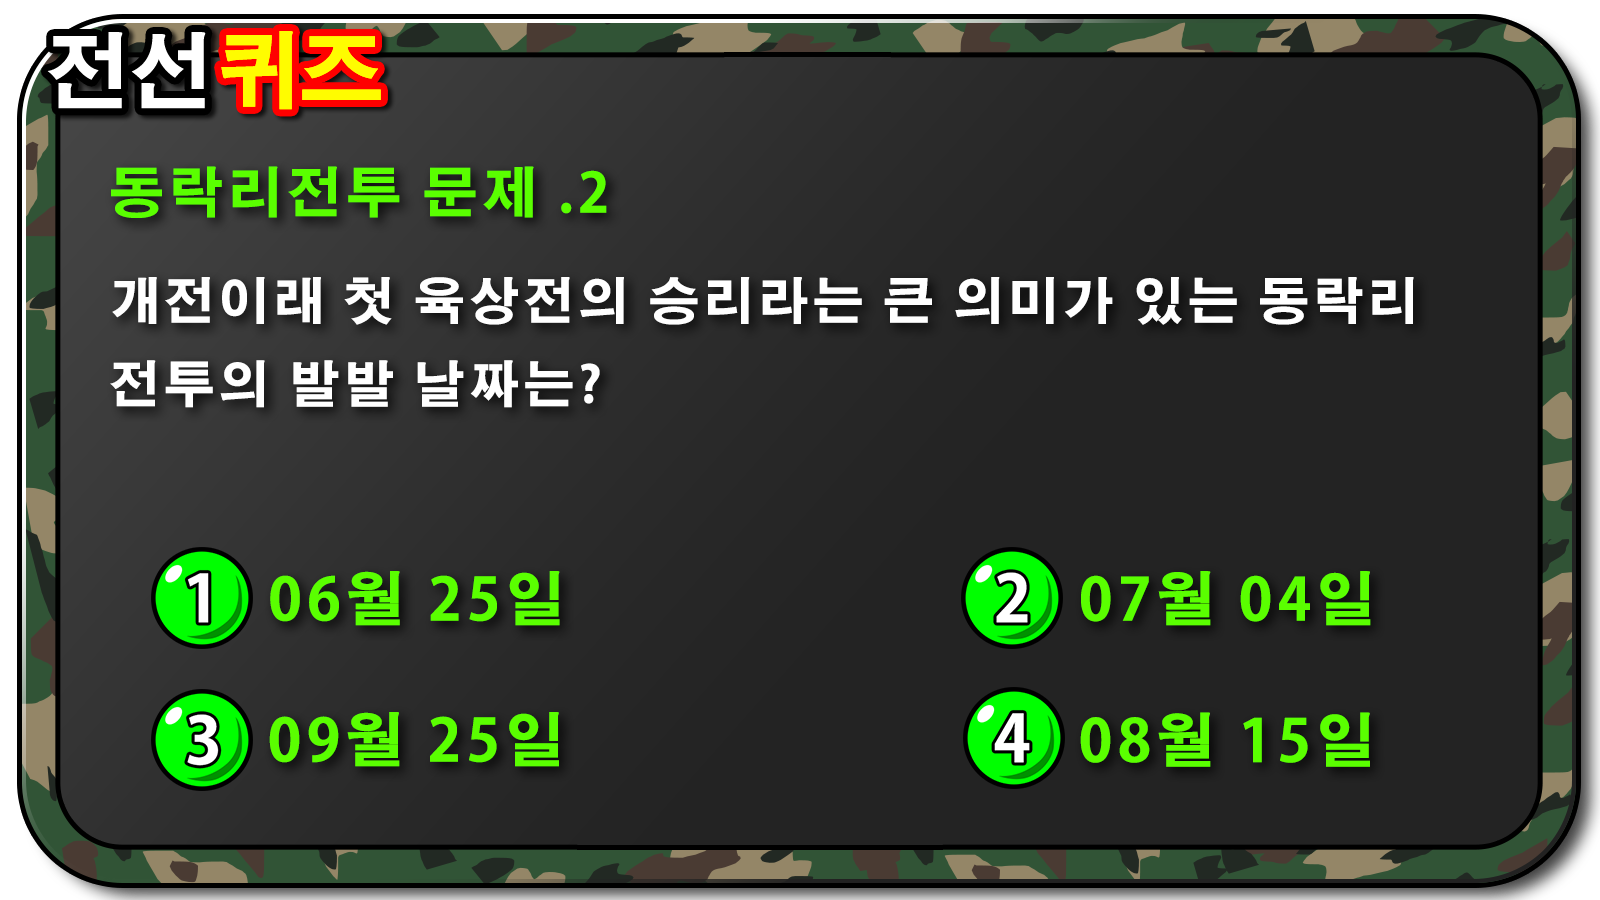 전선퀴즈
동락리전투 문제 .2
개전이래 첫 육상전의 승리라는 큰 의미가 있는 동락리
전투의 발발 날짜는?
1 06월 25일
2 07월 04일
3 09월 25일
4 08월 15일